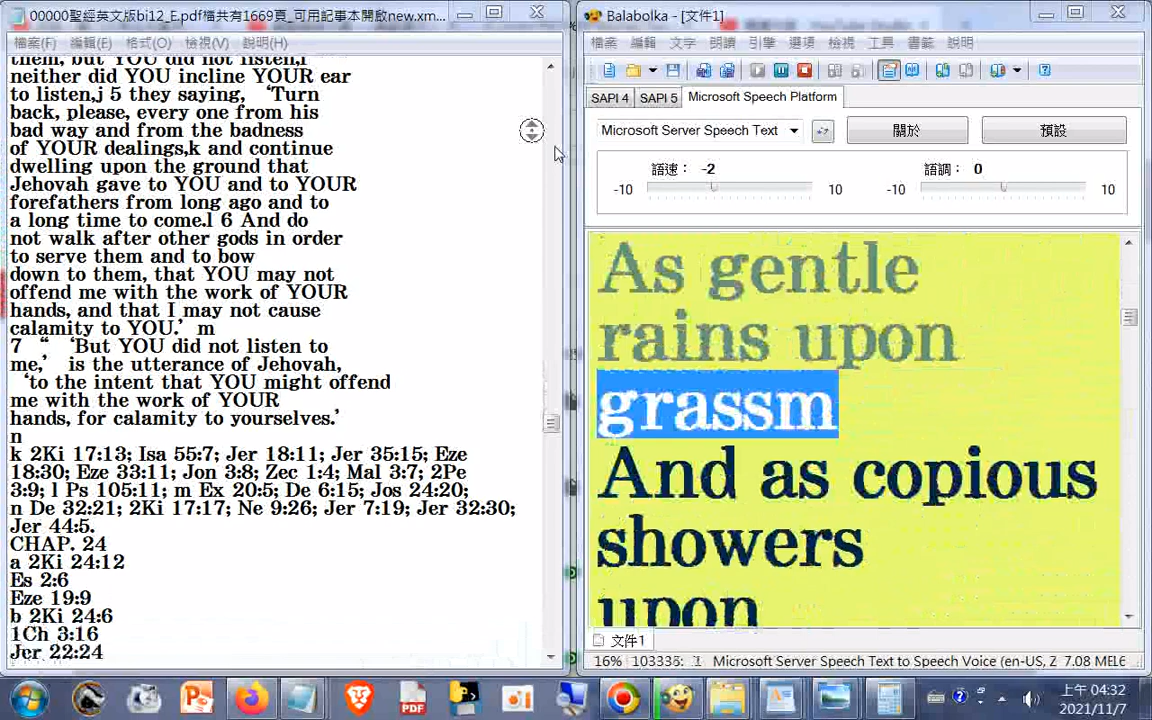 00000聖經英文版bi12_E.pdf檔共有1669頁_可用記事本開啟new.xm...
檔案(F) 編輯(E) 格式(O) 檢視(V) 說明(H)
them, but YOU did not listen,i
neither did YOU incline YOUR ear
to listen,j 5 they saying, ‘Turn
back, please, every one from his
bad way and from the badness
of YOUR dealings,k and continue
dwelling upon the ground that
Jehovah gave to YOU and to YOUR
forefathers from long ago and to
a long time to come.l 6 And do
not walk after other gods in order
to serve them and to bow
down to them, that YOU may not
offend me with the work of YOUR
hands, and that I may not cause
calamity to YOU.’ m
7 “ ‘But YOU did not listen to
me,’ is the utterance of Jehovah,
‘to the intent that YOU might offend
me with the work of YOUR
hands, for calamity to yourselves.’
n
k 2Ki 17:13; Isa 55:7; Jer 18:11; Jer 35:15; Eze
18:30; Eze 33:11; Jon 3:8; Zec 1:4; Mal 3:7; 2Pe
3:9; l Ps 105:11; m Ex 20:5; De 6:15; Jos 24:20;
n De 32:21; 2Ki 17:17; Ne 9:26; Jer 7:19; Jer 32:30;
Jer 44:5.
CHAP. 24
a 2Ki 24:12
Es 2:6
Eze 19:9
b 2Ki 24:6
1Ch 3:16
Jer 22:24
Balabolka - [文件1]
檔案 編輯 文字 朗讀 引擎 選項 檢視 工具 書籤 說明
SAPI 4 SAPI 5 Microsoft Speech Platform
Microsoft Server Speech Text 關於 預設
語速： -2 語調： 0
-10 10 -10 10
As gentle
rains upon
grassm
And as copious
showers
upon
文件1
16% 103335: 1 Microsoft Server Speech Text to Speech Voice (en-US, Z 7.08 MEL6
PDF
上午 04:32
2021/11/7